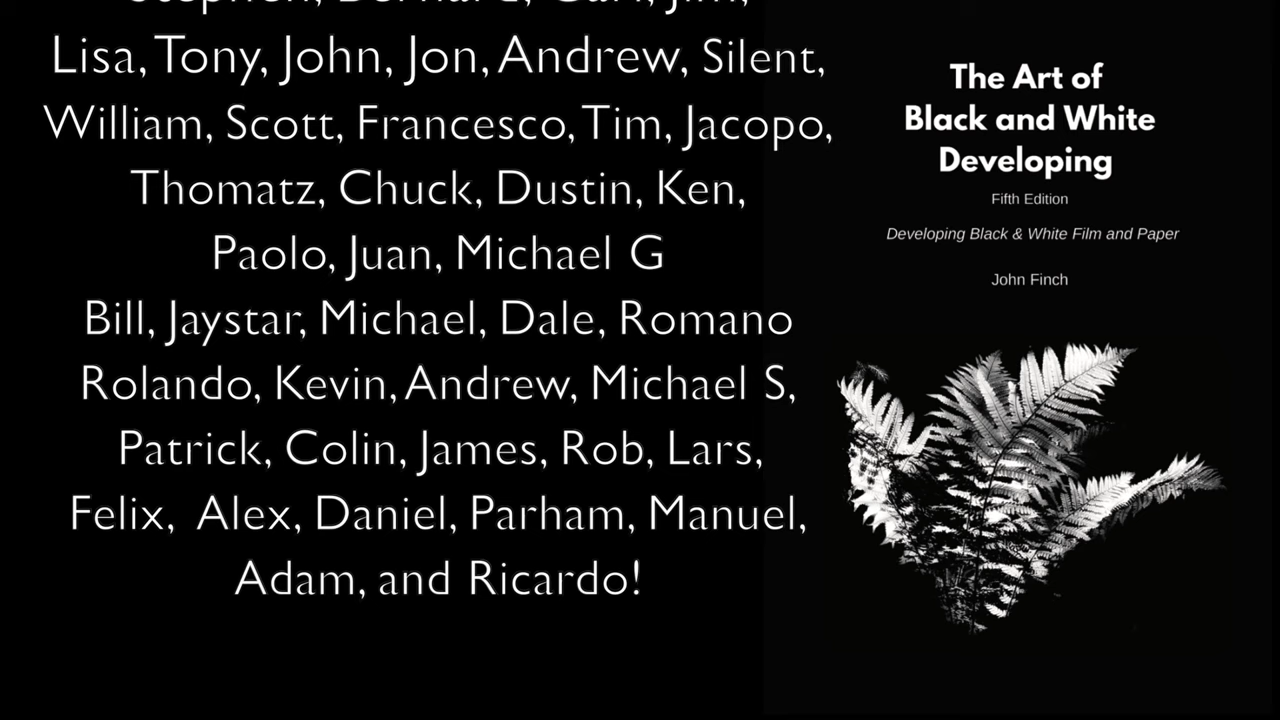 Lisa, Tony, John, Jon, Andrew, Silent,
William, Scott, Francesco, Tim, Jacopo,
Thomatz, Chuck, Dustin, Ken,
Paolo, Juan, Michael G
Bill, Jaystar, Michael, Dale, Romano
Rolando, Kevin, Andrew, Michael S,
Patrick, Colin, James, Rob, Lars,
Felix, Alex, Daniel, Parham, Manuel,
Adam, and Ricardo!
The Art of
Black and White
Developing
Fifth Edition
Developing Black & White Film and Paper
John Finch